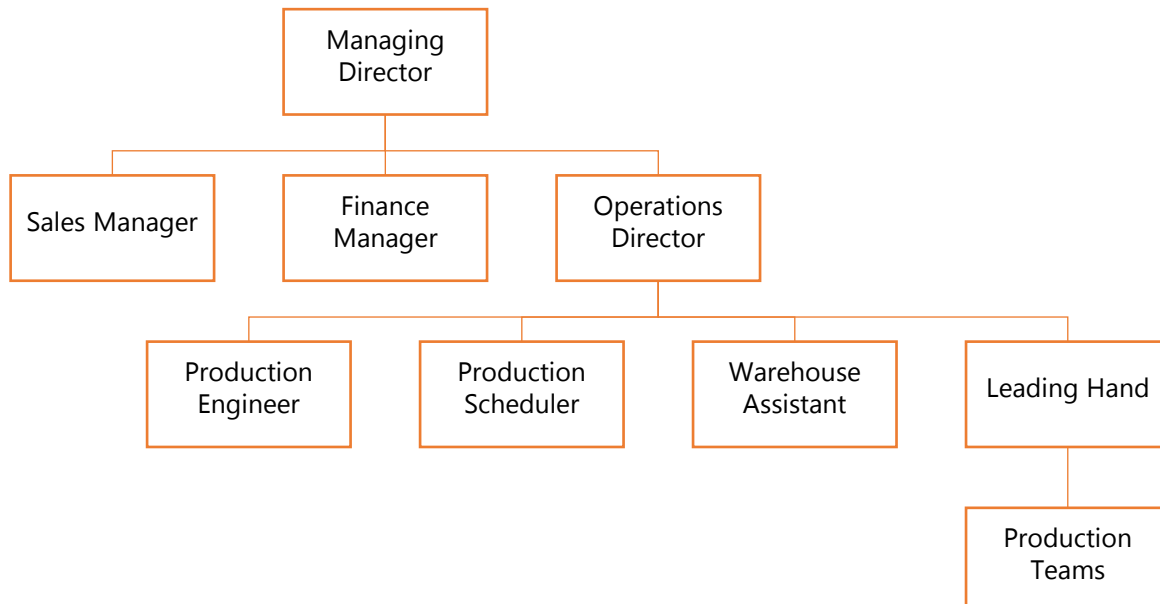 Managing
Director
Sales Manager
Finance
Manager
Operations
Director
Production
Engineer
Production
Scheduler
Warehouse
Assistant
Leading Hand
Production
Teams